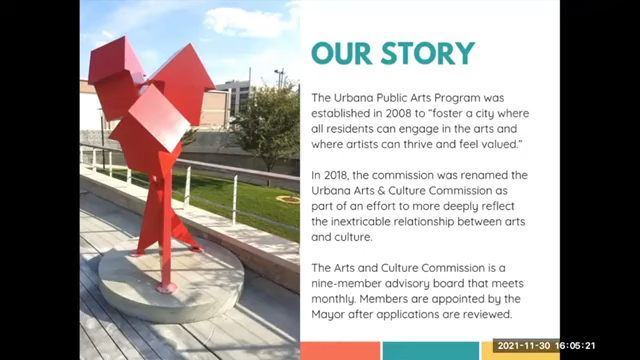 OUR STORY
The Urbana Public Arts Program was
established in 2008 to “foster a city where
all residents can engage in the arts and
where artists can thrive and feel valued.”
In 2018, the commission was renamed the
Urbana Arts & Culture Commission as
part of an effort to more deeply reflect
the inextricable relationship between arts
and culture.
The Arts and Culture Commission is a
nine-member advisory board that meets
monthly. Members are appointed by the
Mayor after applications are reviewed.
2021-11-30 16:05:21